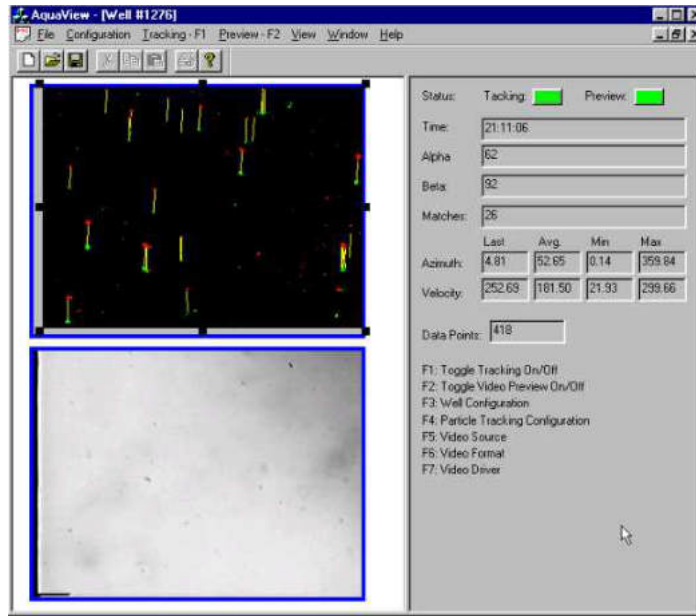 AquaView - [Well #1276]
File Configuration Tracking - F1 Preview - F2 View Window Help
Status: Tacking: Preview:
Time: 21:11:06
Alpha 62
Beta: 92
Matches: 26
Last Avg. Min Max
Azimuth: 4.81 52.65 0.14 359.84
Velocity: 252.69 181.50 21.93 299.66
Data Points: 418
F1: Toggle Tracking On/Off
F2: Toggle Video Preview On/Off
F3: Well Configuration
F4: Particle Tracking Configuration
F5: Video Source
F6: Video Format
F7: Video Driver